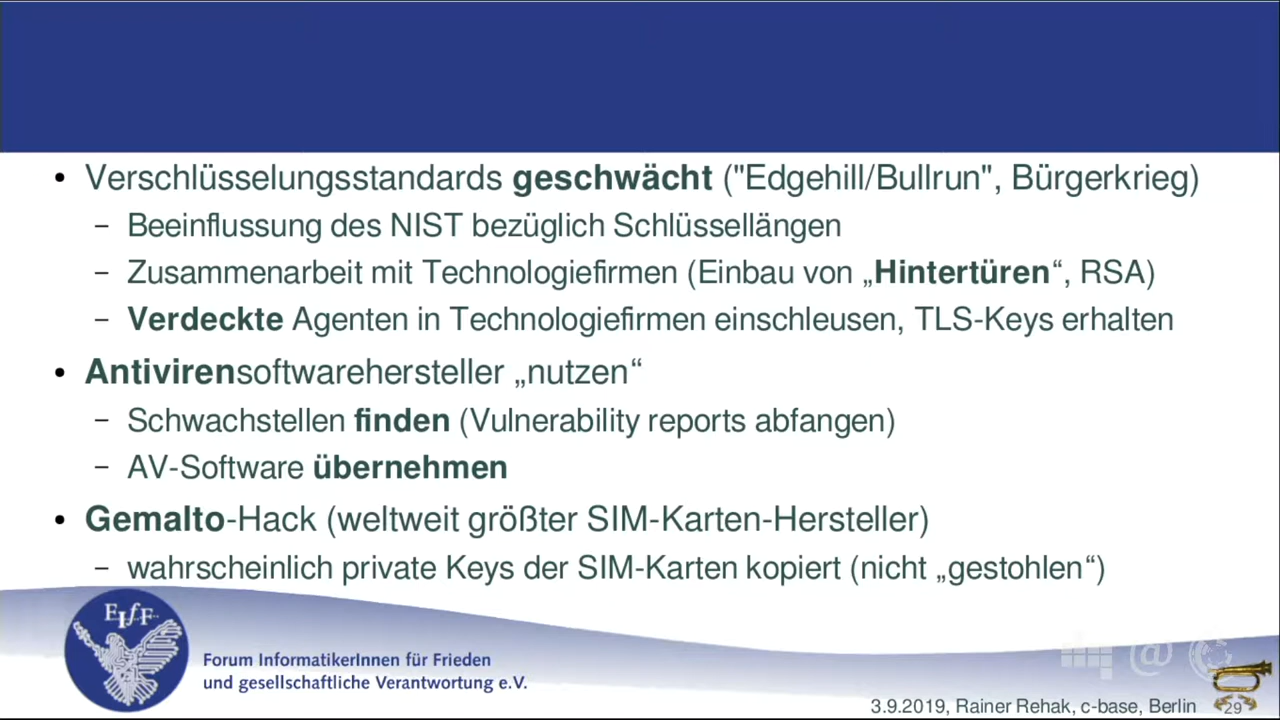 • Verschlüsselungsstandards geschwächt ("Edgehill/Bullrun", Bürgerkrieg)
– Beeinflussung des NIST bezüglich Schlüssellängen
– Zusammenarbeit mit Technologiefirmen (Einbau von „Hintertüren“, RSA)
– Verdeckte Agenten in Technologiefirmen einschleusen, TLS-Keys erhalten
• Antivirensoftwarehersteller „nutzen“
– Schwachstellen finden (Vulnerability reports abfangen)
– AV-Software übernehmen
• Gemalto-Hack (weltweit größter SIM-Karten-Hersteller)
– wahrscheinlich private Keys der SIM-Karten kopiert (nicht „gestohlen“)
FIfF
Forum InformatikerInnen für Frieden
und gesellschaftliche Verantwortung e.V.
@
3.9.2019, Rainer Rehak, c-base, Berlin
29